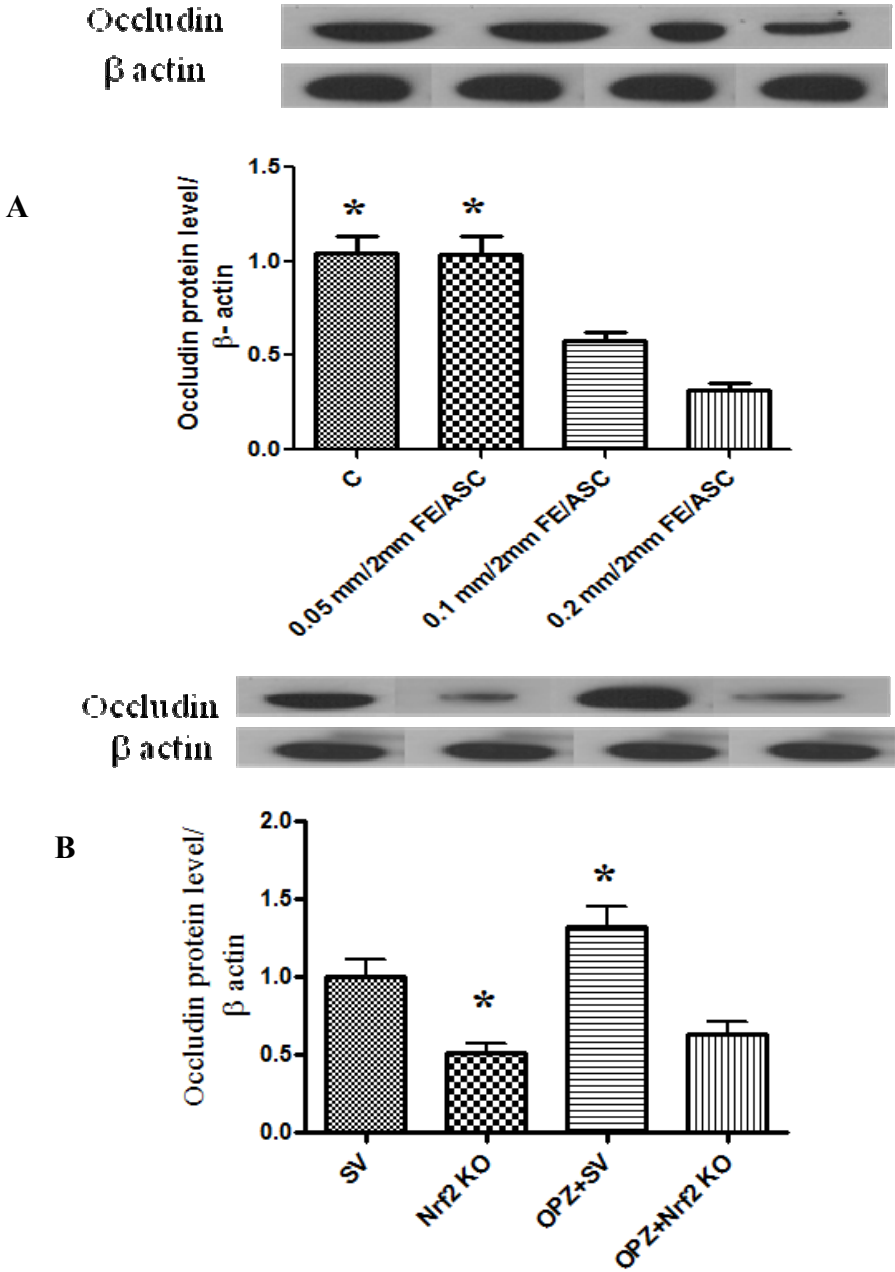 Occludin
β actin
A
Occludin protein level/
β- actin
1.5
1.0
0.5
0.0
*
*
C
0.05 mm/2mm FE/ASC
0.1 mm/2mm FE/ASC
0.2 mm/2mm FE/ASC
Occludin
β actin
B
Occludin protein level/
β actin
2.0
1.5
1.0
0.5
0.0
*
*
SV
Nrf2 KO
OPZ+SV
OPZ+Nrf2 KO